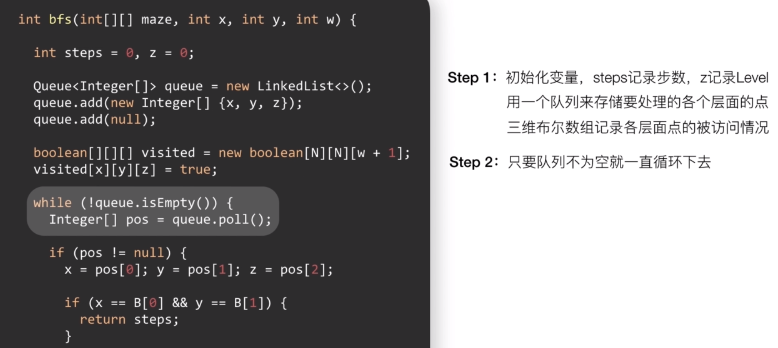 int bfs(int[][] maze, int x, int y, int w) {
int steps = 0, z = 0;
Queue<Integer[]> queue = new LinkedList<>();
queue.add(new Integer[] {x, y, z});
queue.add(null);
boolean[][][] visited = new boolean[N][N][w + 1];
visited[x][y][z] = true;
while (!queue.isEmpty()) {
Integer[] pos = queue.poll();
if (pos != null) {
x = pos[0]; y = pos[1]; z = pos[2];
if (x == B[0] && y == B[1]) {
return steps;
}
Step 1：初始化变量，steps记录步数，z记录Level
用一个队列来存储要处理的各个层面的点
三维布尔数组记录各层面点的被访问情况
Step 2：只要队列不为空就一直循环下去